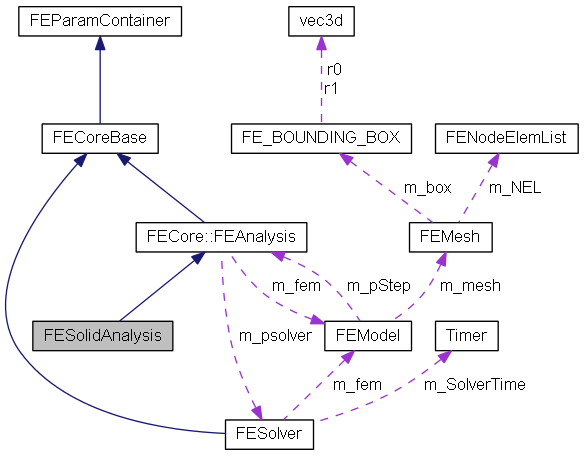 FEParamContainer
vec3d
r0
r1
FECoreBase
FE_BOUNDING_BOX
FENodeElemList
m_box
m_NEL
FECore::FEAnalysis
FEMesh
m_fem
m_pStep
m_mesh
FESolidAnalysis
m_psolver
FEModel
Timer
m_fem
m_SolverTime
FESolver